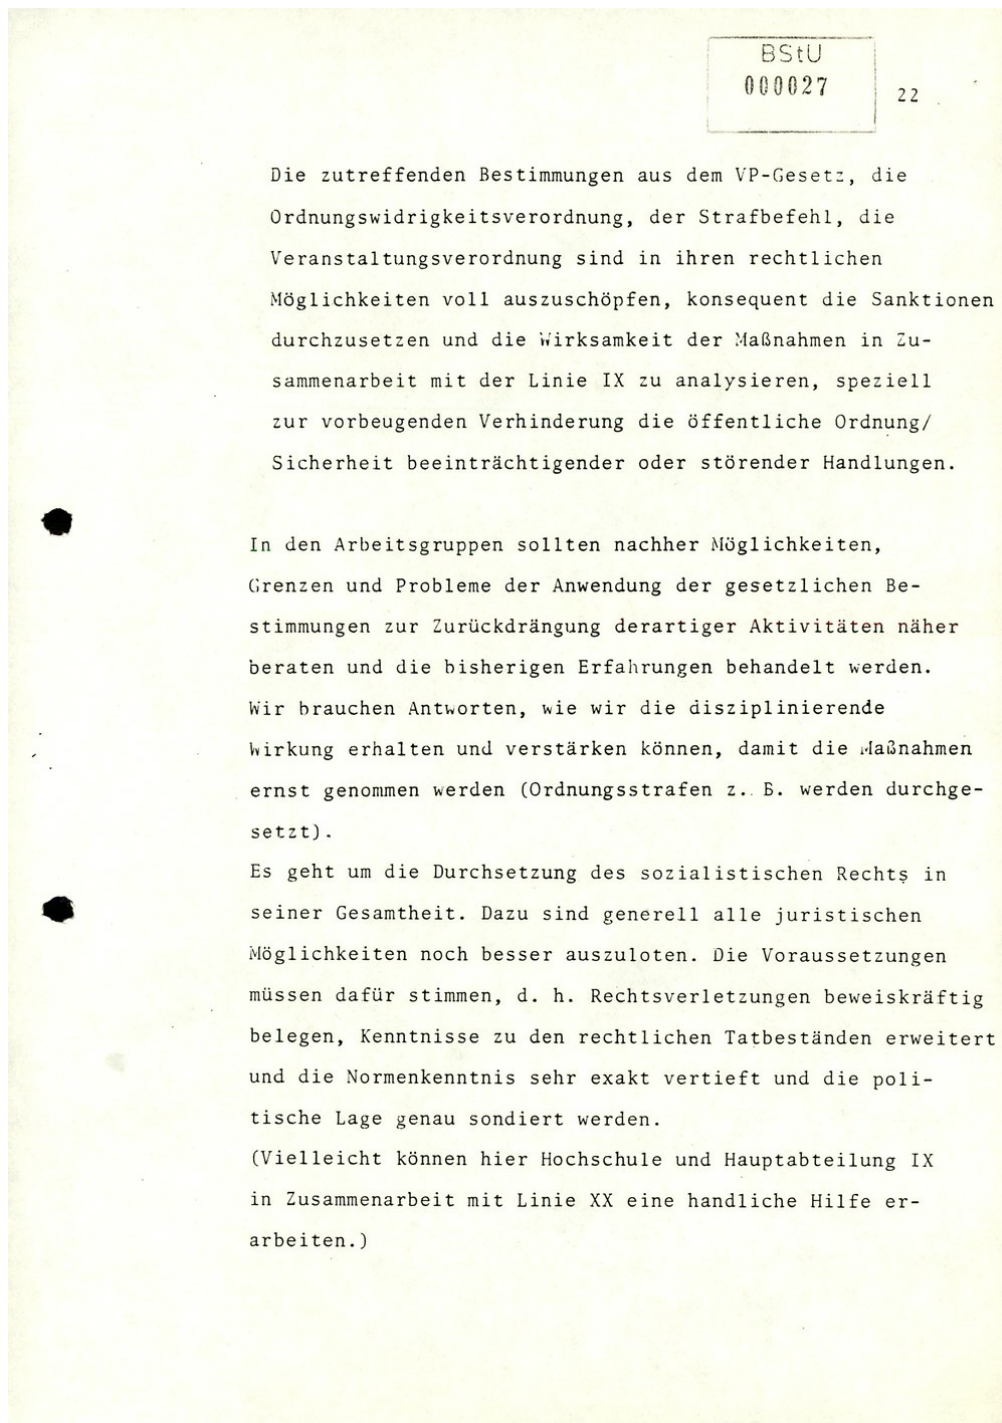 BStU
000027
22
Die zutreffenden Bestimmungen aus dem VP-Gesetz, die
Ordnungswidrigkeitsverordnung, der Strafbefehl, die
Veranstaltungsverordnung sind in ihren rechtlichen
Möglichkeiten voll auszuschöpfen, konsequent die Sanktionen
durchzusetzen und die Wirksamkeit der Maßnahmen in Zu-
sammenarbeit mit der Linie IX zu analysieren, speziell
zur vorbeugenden Verhinderung die öffentliche Ordnung/
Sicherheit beeinträchtigender oder störender Handlungen.
In den Arbeitsgruppen sollten nachher Möglichkeiten,
Grenzen und Probleme der Anwendung der gesetzlichen Be-
stimmungen zur Zurückdrängung derartiger Aktivitäten näher
beraten und die bisherigen Erfahrungen behandelt werden.
Wir brauchen Antworten, wie wir die disziplinierende
Wirkung erhalten und verstärken können, damit die Maßnahmen
ernst genommen werden (Ordnungsstrafen z. B. werden durchge-
setzt).
Es geht um die Durchsetzung des sozialistischen Rechts in
seiner Gesamtheit. Dazu sind generell alle juristischen
Möglichkeiten noch besser auszuloten. Die Voraussetzungen
müssen dafür stimmen, d. h. Rechtsverletzungen beweiskräftig
belegen, Kenntnisse zu den rechtlichen Tatbeständen erweitert
und die Normenkenntnis sehr exakt vertieft und die poli-
tische Lage genau sondiert werden.
(Vielleicht können hier Hochschule und Hauptabteilung IX
in Zusammenarbeit mit Linie XX eine handliche Hilfe er-
arbeiten.)